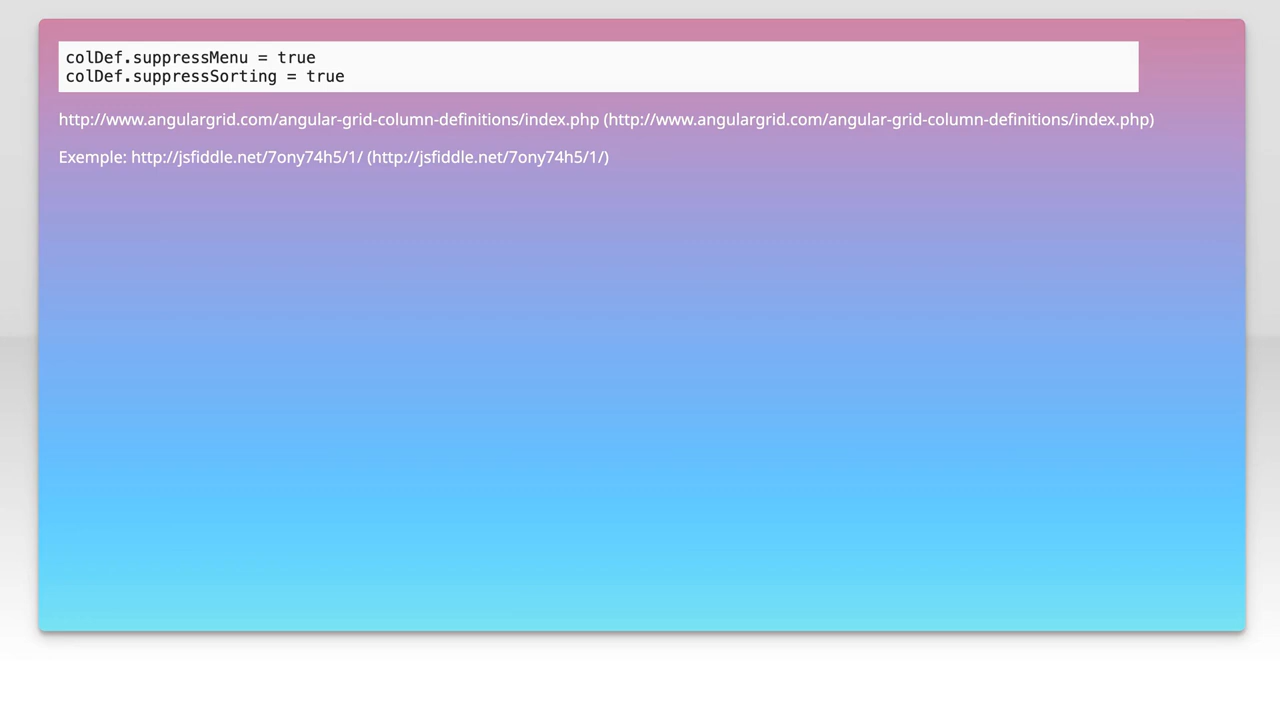 colDef.suppressMenu = true
colDef.suppressSorting = true
http://www.angulargrid.com/angular-grid-column-definitions/index.php (http://www.angulargrid.com/angular-grid-column-definitions/index.php)
Exemple: http://jsfiddle.net/7ony74h5/1/ (http://jsfiddle.net/7ony74h5/1/)